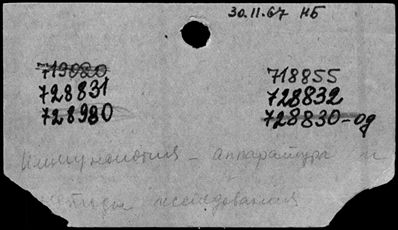 30.11.67 НБ
719020 718855
728831 728832
728980 728830-од
Иммунология - аппаратура и
методы исследования